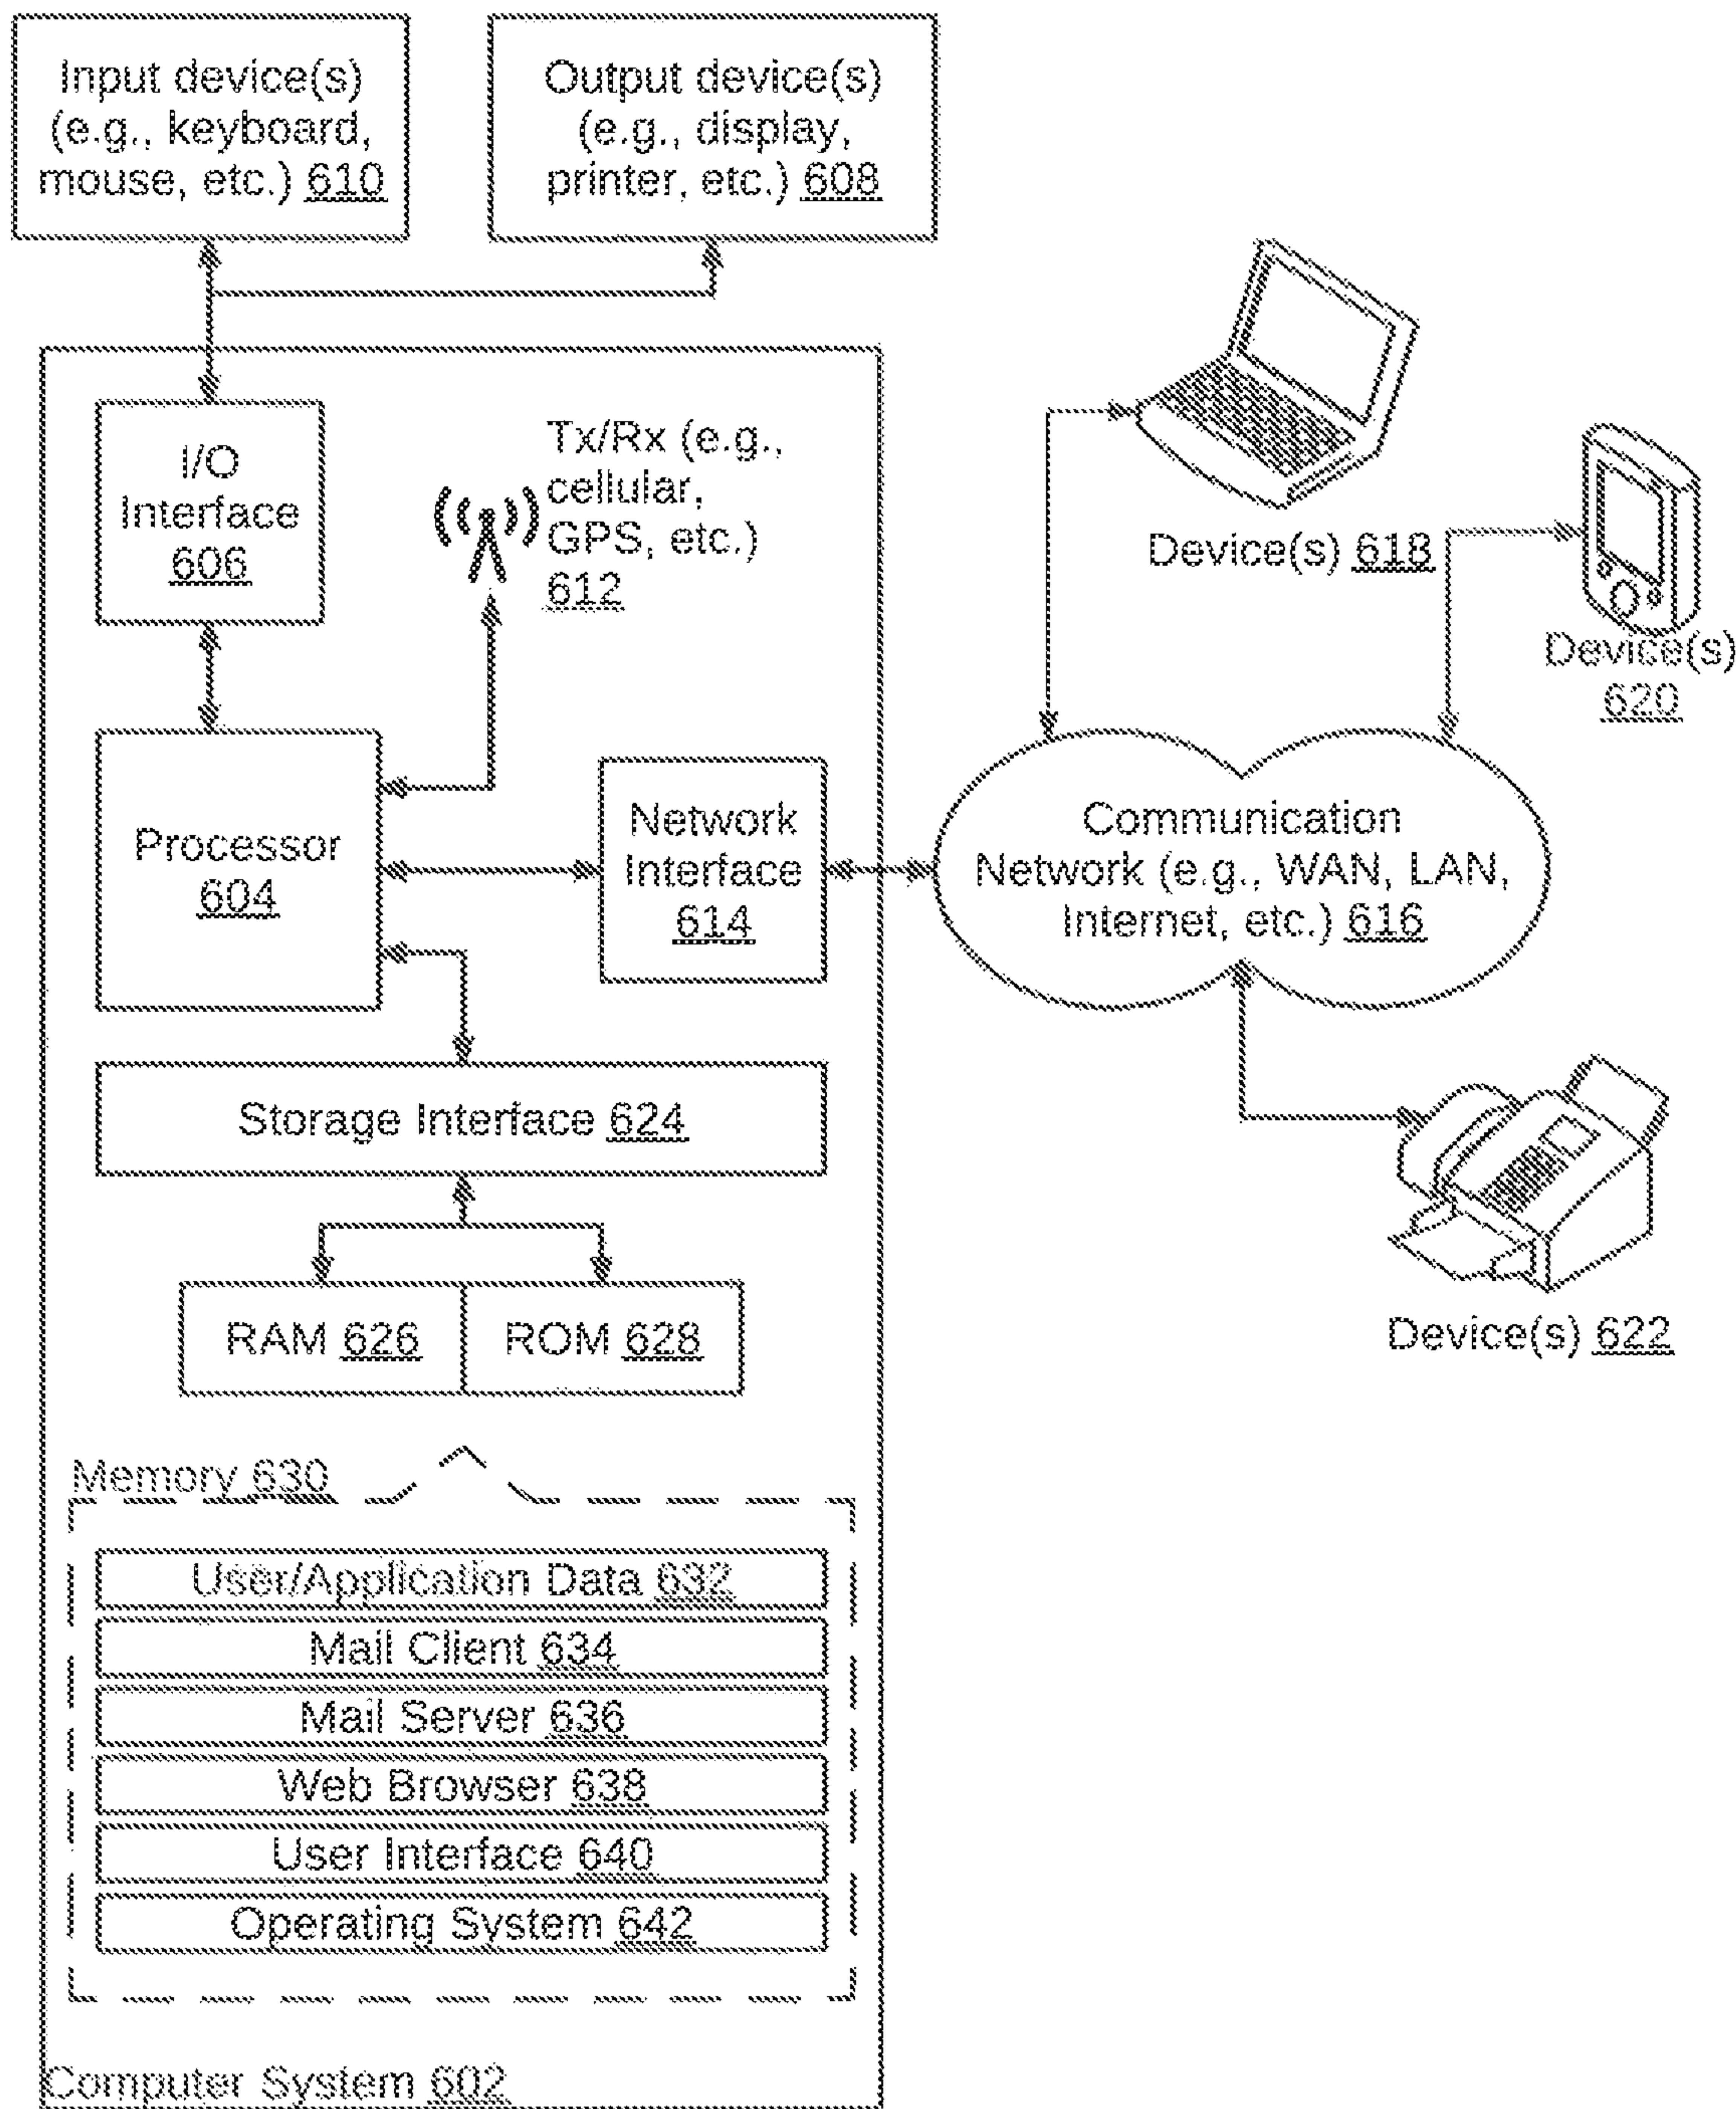 Input device(s)
(e.g., keyboard,
mouse, etc.) 610
Output device(s)
(e.g., display,
printer, etc.) 608
I/O
Interface
606
Tx/Rx (e.g.,
cellular,
GPS, etc.)
612
Device(s) 618
Device(s)
620
Processor
604
Network
Interface
614
Communication
Network (e.g., WAN, LAN,
Internet, etc.) 616
Storage Interface 624
RAM 626
ROM 628
Device(s) 622
Memory 630
User/Application Data 632
Mail Client 634
Mail Server 636
Web Browser 638
User Interface 640
Operating System 642
Computer System 602